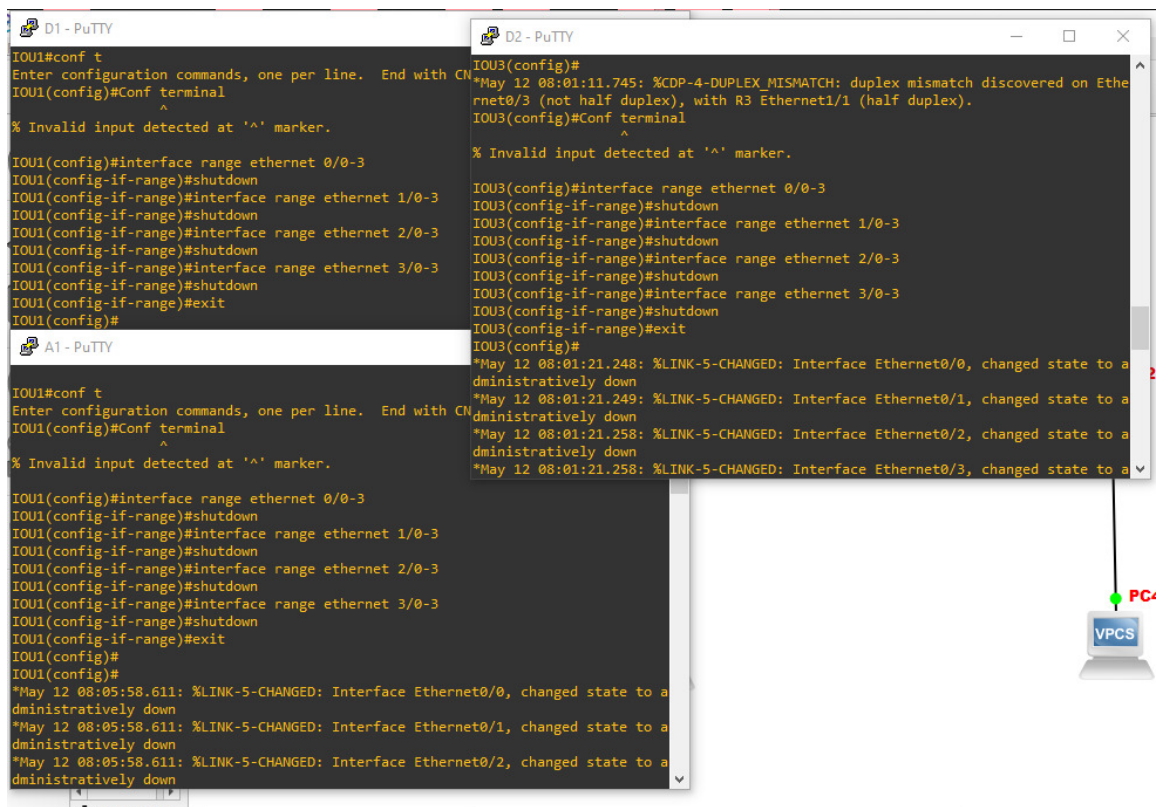 D1 - PuTTY
IOU1#conf t
Enter configuration commands, one per line.  End with CN
IOU1(config)#Conf terminal
^
% Invalid input detected at '^' marker.
IOU1(config)#interface range ethernet 0/0-3
IOU1(config-if-range)#shutdown
IOU1(config-if-range)#interface range ethernet 1/0-3
IOU1(config-if-range)#shutdown
IOU1(config-if-range)#interface range ethernet 2/0-3
IOU1(config-if-range)#shutdown
IOU1(config-if-range)#interface range ethernet 3/0-3
IOU1(config-if-range)#shutdown
IOU1(config-if-range)#exit
IOU1(config)#
D2 - PuTTY
IOU3(config)#
*May 12 08:01:11.745: %CDP-4-DUPLEX_MISMATCH: duplex mismatch discovered on Ethe
rnet0/3 (not half duplex), with R3 Ethernet1/1 (half duplex).
IOU3(config)#Conf terminal
^
% Invalid input detected at '^' marker.
IOU3(config)#interface range ethernet 0/0-3
IOU3(config-if-range)#shutdown
IOU3(config-if-range)#interface range ethernet 1/0-3
IOU3(config-if-range)#shutdown
IOU3(config-if-range)#interface range ethernet 2/0-3
IOU3(config-if-range)#shutdown
IOU3(config-if-range)#interface range ethernet 3/0-3
IOU3(config-if-range)#shutdown
IOU3(config-if-range)#exit
IOU3(config)#
*May 12 08:01:21.248: %LINK-5-CHANGED: Interface Ethernet0/0, changed state to a
dministratively down
*May 12 08:01:21.249: %LINK-5-CHANGED: Interface Ethernet0/1, changed state to a
dministratively down
*May 12 08:01:21.258: %LINK-5-CHANGED: Interface Ethernet0/2, changed state to a
dministratively down
*May 12 08:01:21.258: %LINK-5-CHANGED: Interface Ethernet0/3, changed state to a
A1 - PuTTY
IOU1#conf t
Enter configuration commands, one per line.  End with CN
IOU1(config)#Conf terminal
^
% Invalid input detected at '^' marker.
IOU1(config)#interface range ethernet 0/0-3
IOU1(config-if-range)#shutdown
IOU1(config-if-range)#interface range ethernet 1/0-3
IOU1(config-if-range)#shutdown
IOU1(config-if-range)#interface range ethernet 2/0-3
IOU1(config-if-range)#shutdown
IOU1(config-if-range)#interface range ethernet 3/0-3
IOU1(config-if-range)#shutdown
IOU1(config-if-range)#exit
IOU1(config)#
IOU1(config)#
*May 12 08:05:58.611: %LINK-5-CHANGED: Interface Ethernet0/0, changed state to a
dministratively down
*May 12 08:05:58.611: %LINK-5-CHANGED: Interface Ethernet0/1, changed state to a
dministratively down
*May 12 08:05:58.611: %LINK-5-CHANGED: Interface Ethernet0/2, changed state to a
dministratively down
2
PC4
VPCS